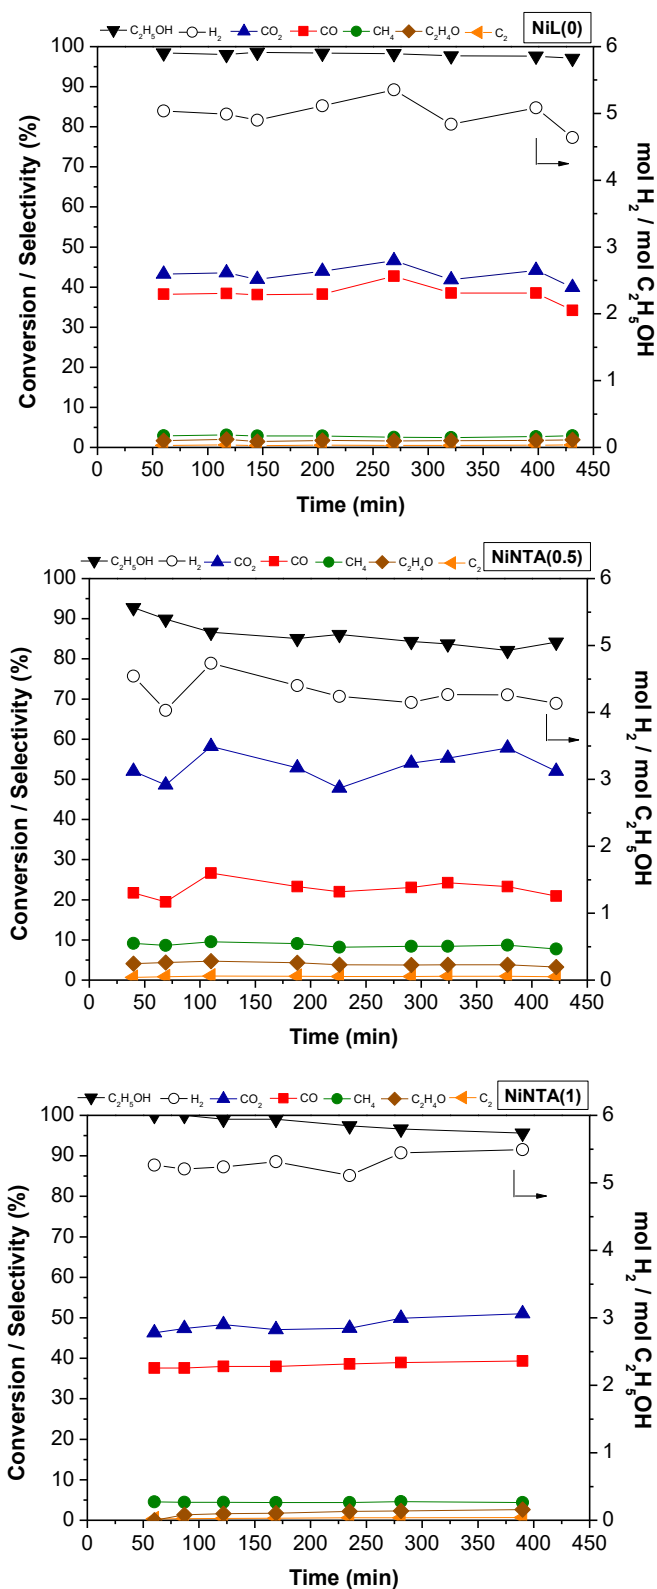 NiL(0)
C₂H₅OH H₂ CO₂ CO CH₄ C₂H₄O C₂
100 90 80 70 60 50 40 30 20 10 0
Conversion / Selectivity (%)
6 5 4 3 2 1 0
mol H₂ / mol C₂H₅OH
0 50 100 150 200 250 300 350 400 450
Time (min)
NiNTA(0.5)
C₂H₅OH H₂ CO₂ CO CH₄ C₂H₄O C₂
100 90 80 70 60 50 40 30 20 10 0
Conversion / Selectivity (%)
6 5 4 3 2 1 0
mol H₂ / mol C₂H₅OH
0 50 100 150 200 250 300 350 400 450
Time (min)
NiNTA(1)
C₂H₅OH H₂ CO₂ CO CH₄ C₂H₄O C₂
100 90 80 70 60 50 40 30 20 10 0
Conversion / Selectivity (%)
6 5 4 3 2 1 0
mol H₂ / mol C₂H₅OH
0 50 100 150 200 250 300 350 400 450
Time (min)